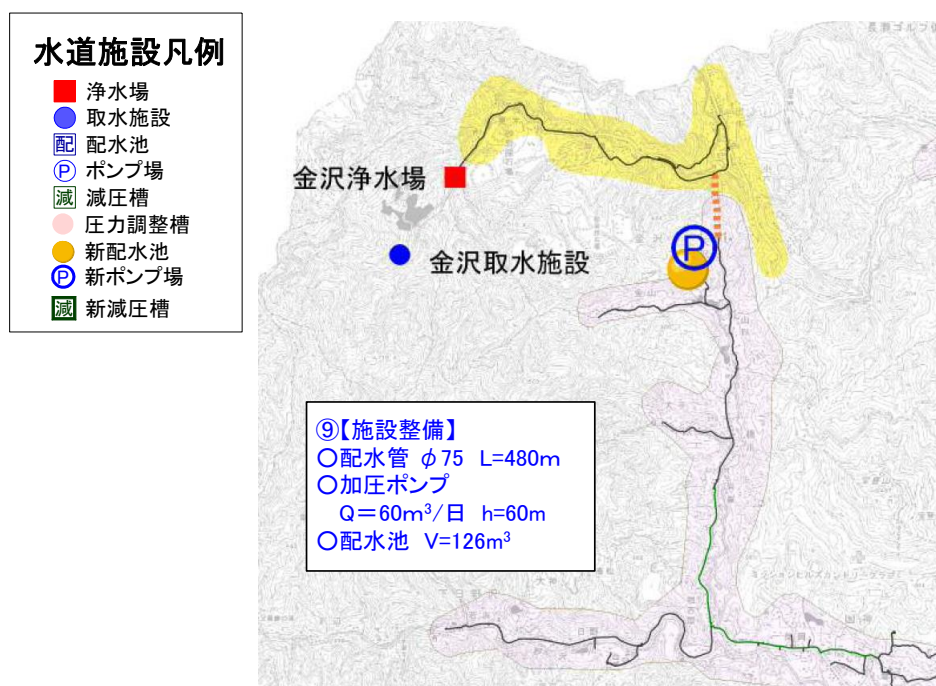 水道施設凡例
浄水場
取水施設
配 配水池
P ポンプ場
減 減圧槽
圧力調整槽
新配水池
P 新ポンプ場
減 新減圧槽
金沢浄水場
P
金沢取水施設
⑨【施設整備】
○配水管 φ75 L=480m
○加圧ポンプ
Q=60m³/日 h=60m
○配水池 V=126m³